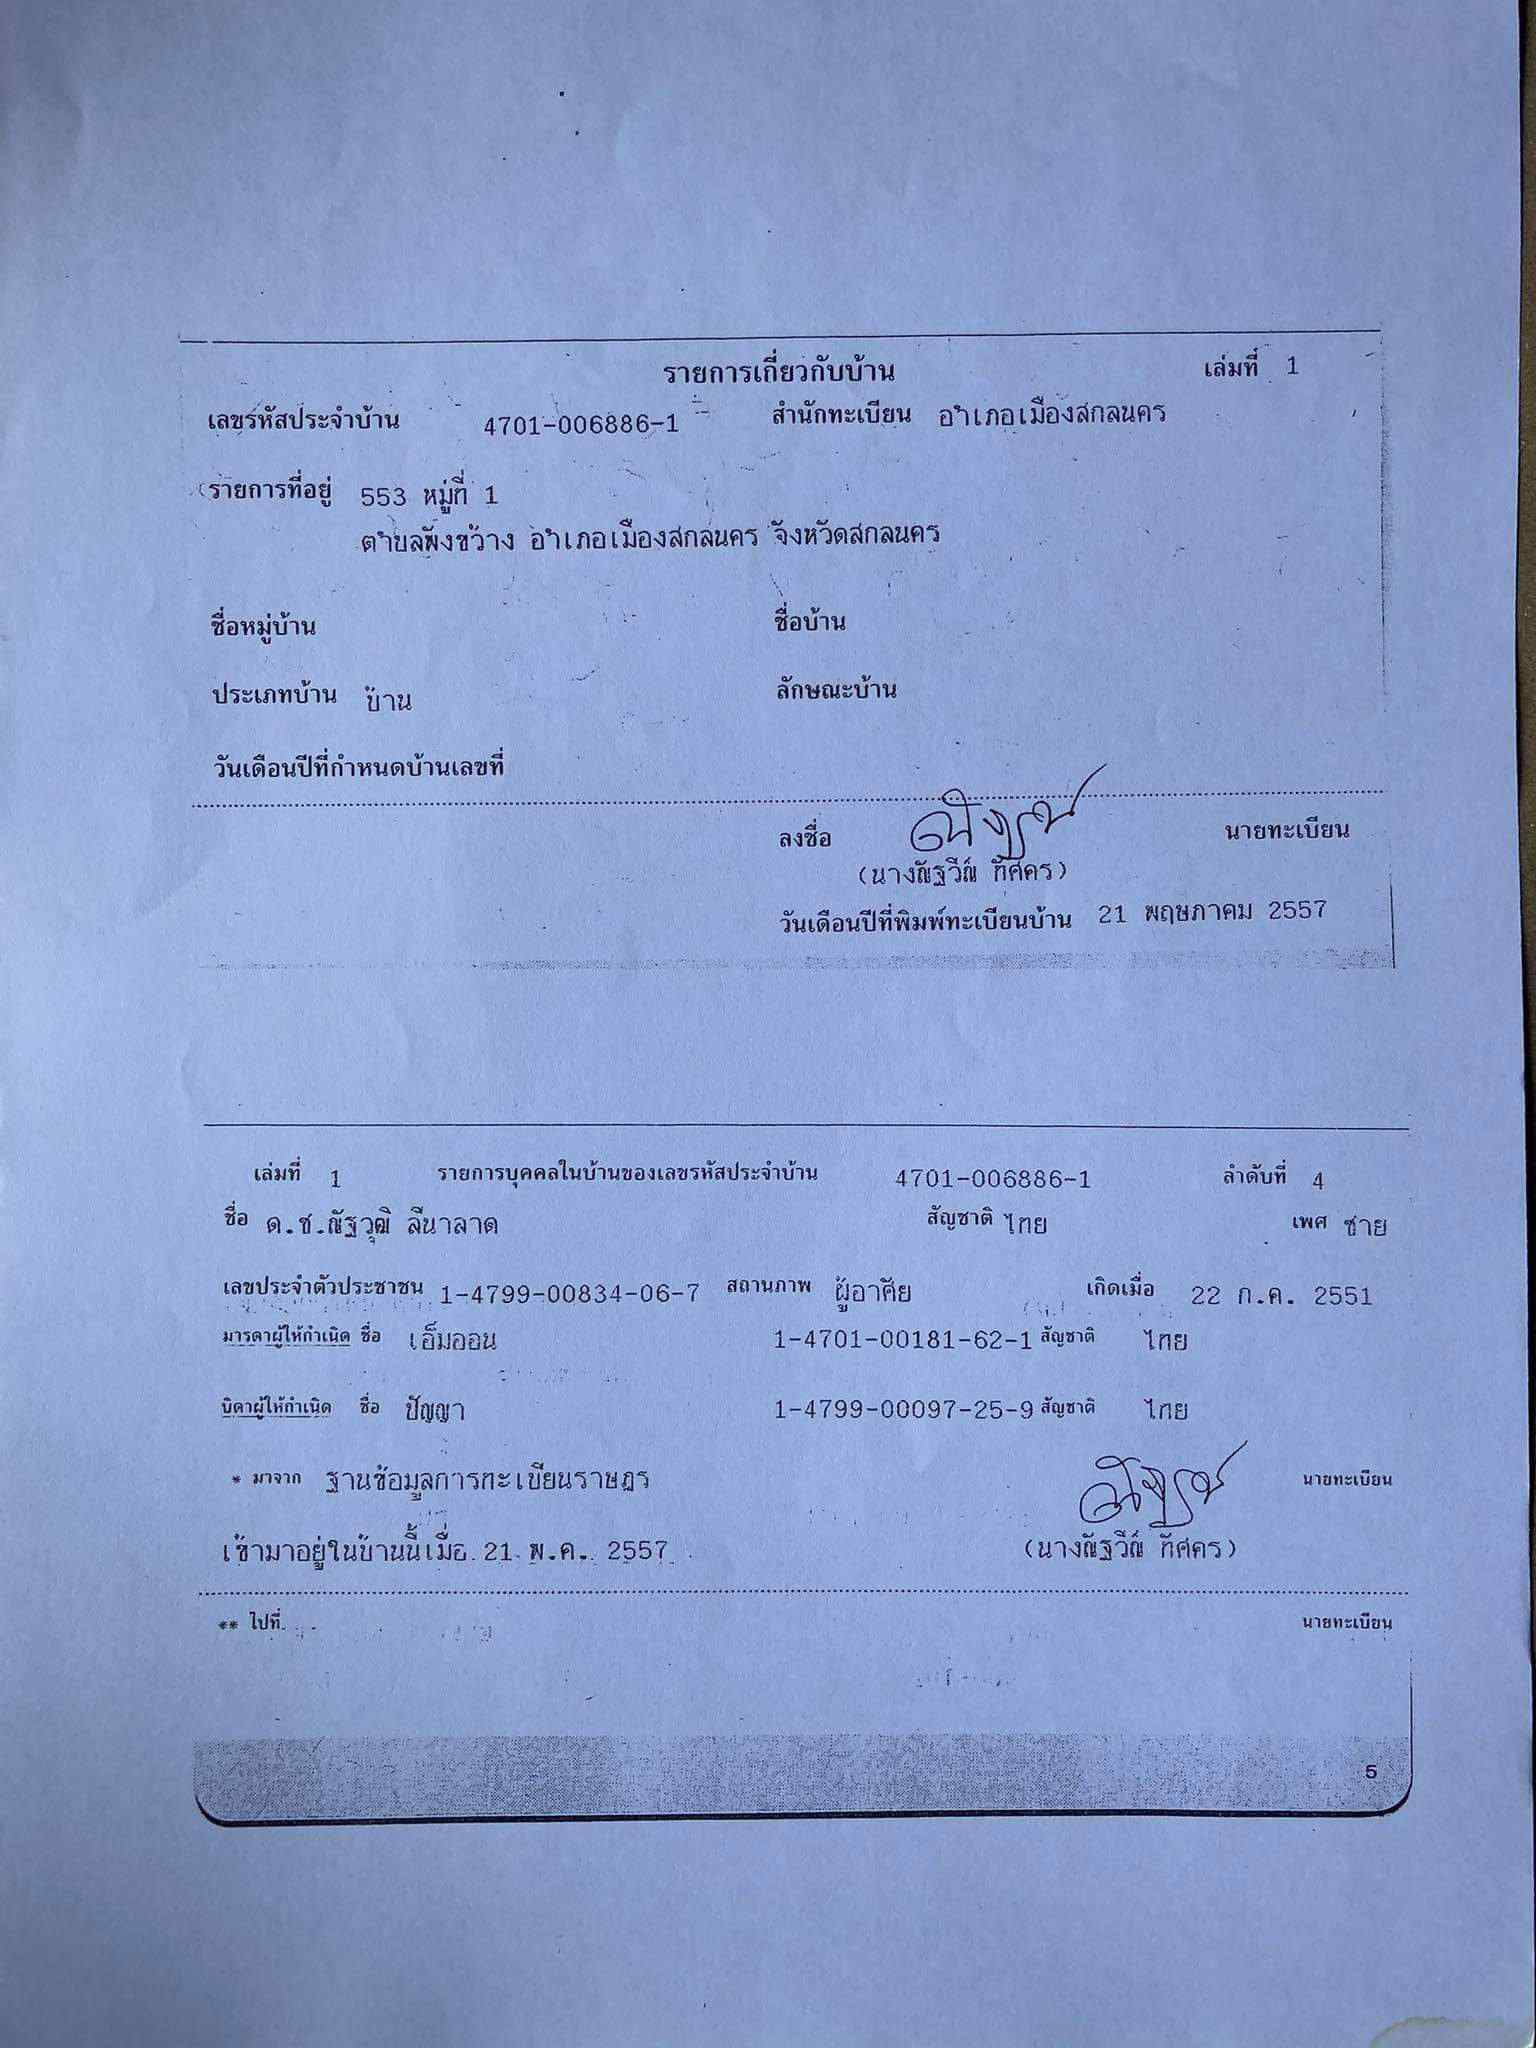 รายการเกี่ยวกับบ้าน เล่มที่ 1
เลขรหัสประจำบ้าน 4701-006886-1 สำนักทะเบียน อำเภอเมืองสกลนคร
รายการที่อยู่ 553 หมู่ที่ 1
ตำบลพังขว้าง อำเภอเมืองสกลนคร จังหวัดสกลนคร
ชื่อหมู่บ้าน ชื่อบ้าน
ประเภทบ้าน บ้าน ลักษณะบ้าน
วันเดือนปีที่กำหนดบ้านเลขที่
ลงชื่อ นายทะเบียน
(นางณัฐวีณ์ ทัศคร)
วันเดือนปีที่พิมพ์ทะเบียนบ้าน 21 พฤษภาคม 2557
เล่มที่ 1 รายการบุคคลในบ้านของเลขรหัสประจำบ้าน 4701-006886-1 ลำดับที่ 4
ชื่อ ด.ช.ณัฐวุฒิ ลีนาลาด สัญชาติ ไทย เพศ ชาย
เลขประจำตัวประชาชน 1-4799-00834-06-7 สถานภาพ ผู้อาศัย เกิดเมื่อ 22 ก.ค. 2551
มารดาผู้ให้กำเนิด ชื่อ เอ็มออน 1-4701-00181-62-1 สัญชาติ ไทย
บิดาผู้ให้กำเนิด ชื่อ ปัญญา 1-4799-00097-25-9 สัญชาติ ไทย
* มาจาก ฐานข้อมูลการทะเบียนราษฎร นายทะเบียน
เข้ามาอยู่ในบ้านนี้เมื่อ 21 พ.ค. 2557 (นางณัฐวีณ์ ทัศคร)
** ไปที่ นายทะเบียน
5